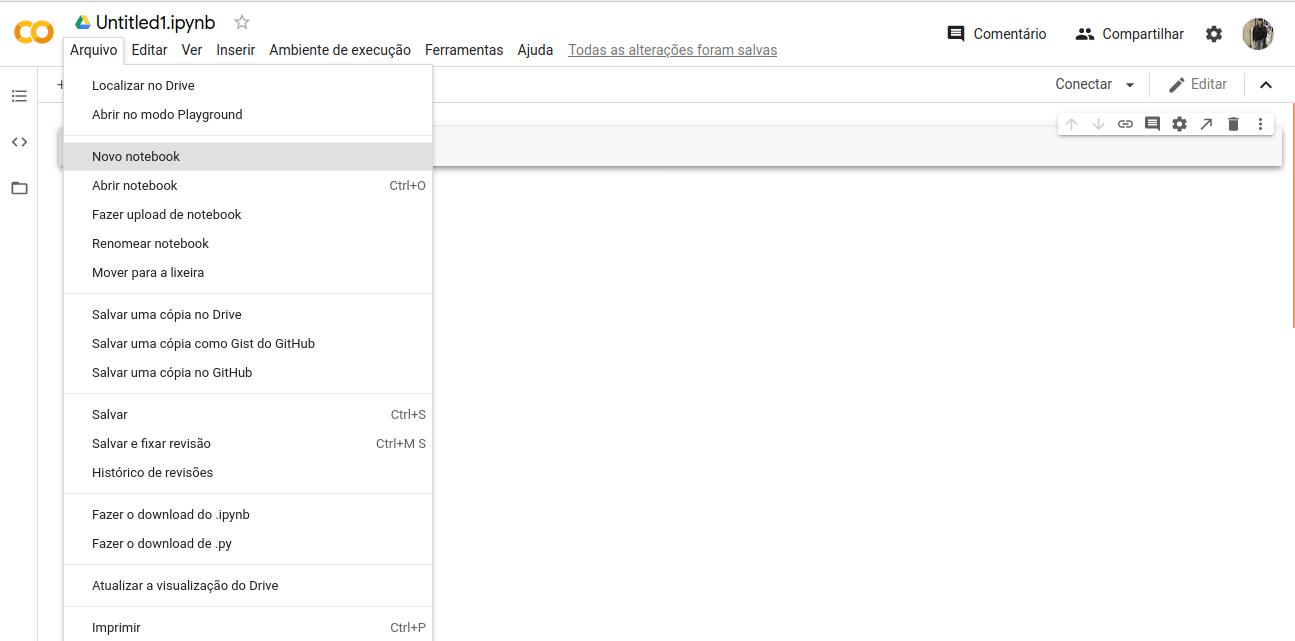 Untitled1.ipynb
Arquivo Editar Ver Inserir Ambiente de execução Ferramentas Ajuda Todas as alterações foram salvas
Comentário Compartilhar
Conectar Editar
Localizar no Drive
Abrir no modo Playground
Novo notebook
Abrir notebook Ctrl+O
Fazer upload de notebook
Renomear notebook
Mover para a lixeira
Salvar uma cópia no Drive
Salvar uma cópia como Gist do GitHub
Salvar uma cópia no GitHub
Salvar Ctrl+S
Salvar e fixar revisão Ctrl+M S
Histórico de revisões
Fazer o download do .ipynb
Fazer o download de .py
Atualizar a visualização do Drive
Imprimir Ctrl+P